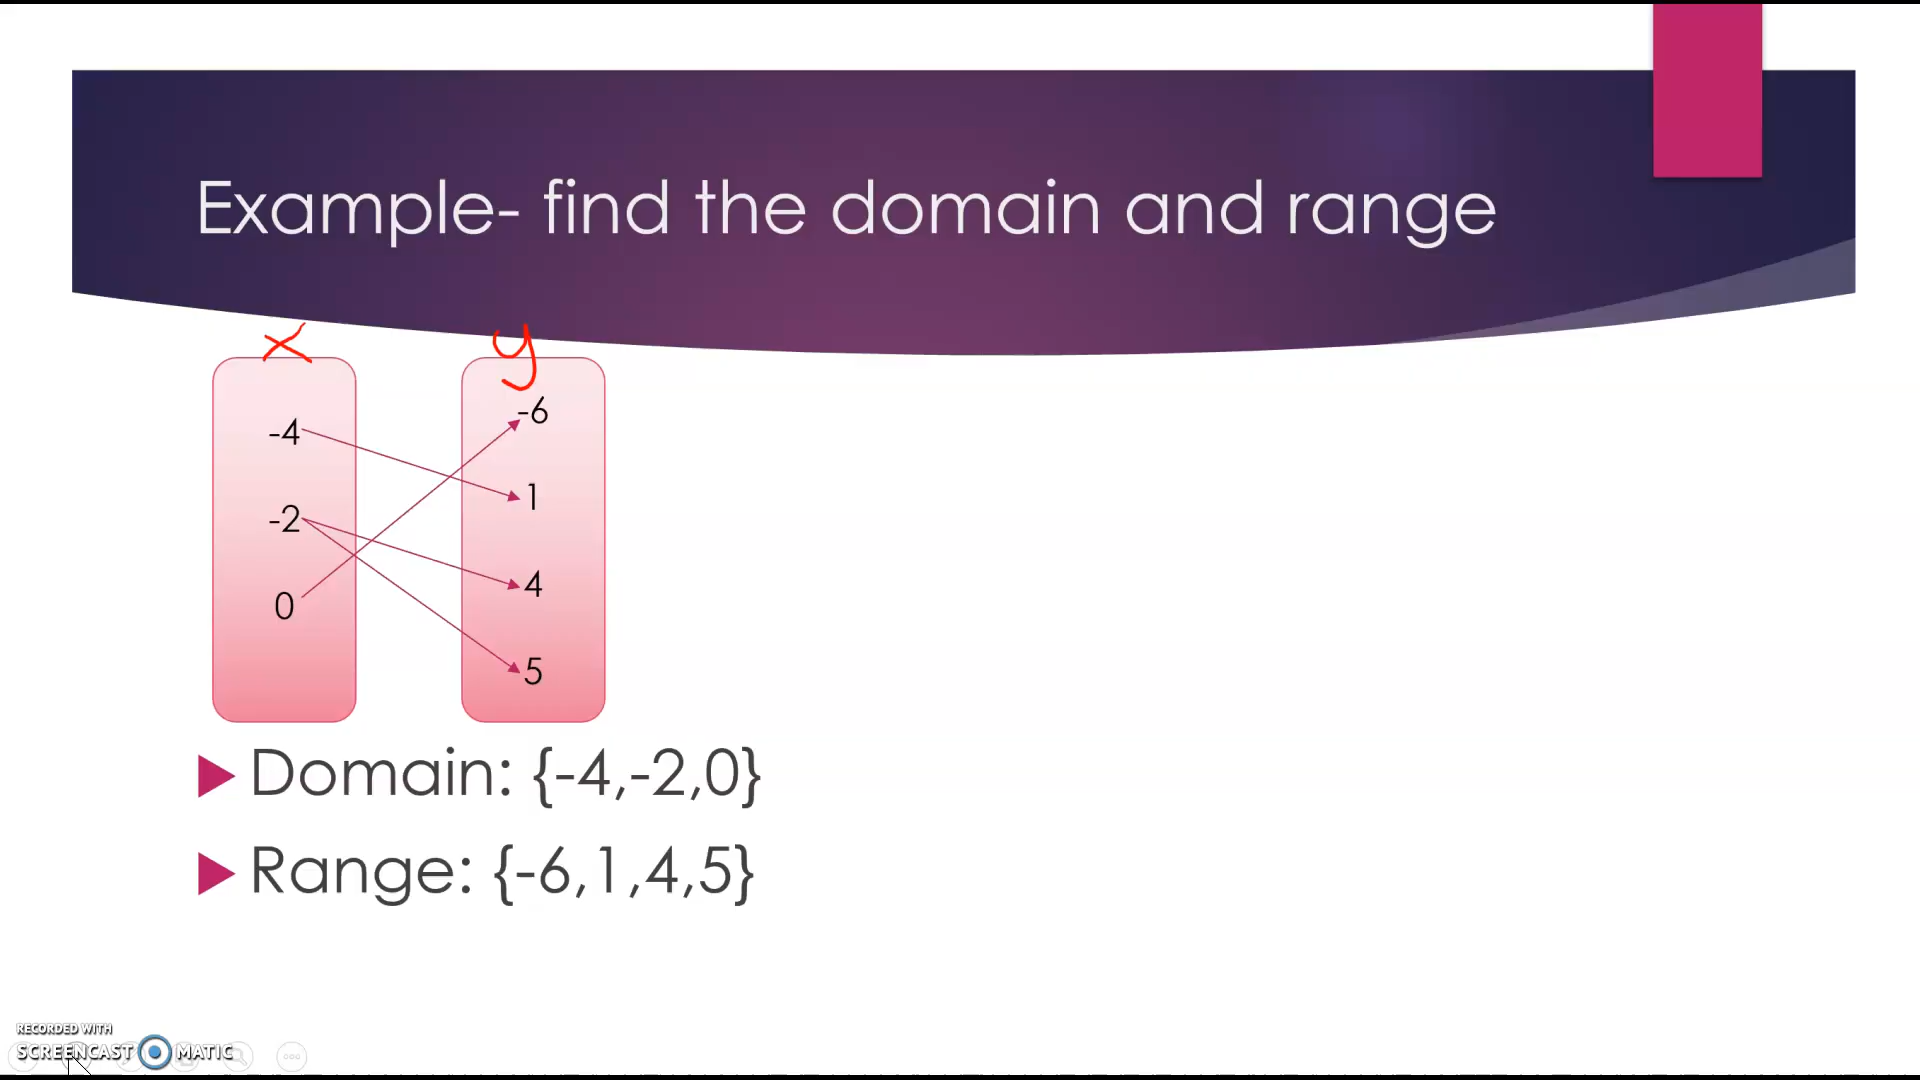 Example- find the domain and range
x y
-4
-2
0
-6
1
4
5
Domain: {-4,-2,0}
Range: {-6,1,4,5}
RECORDED WITH
SCREENCAST MATIC